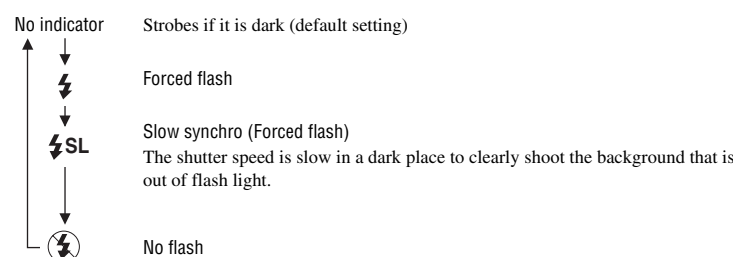 No indicator Strobes if it is dark (default setting)
Forced flash
SL Slow synchro (Forced flash)
The shutter speed is slow in a dark place to clearly shoot the background that is
out of flash light.
No flash